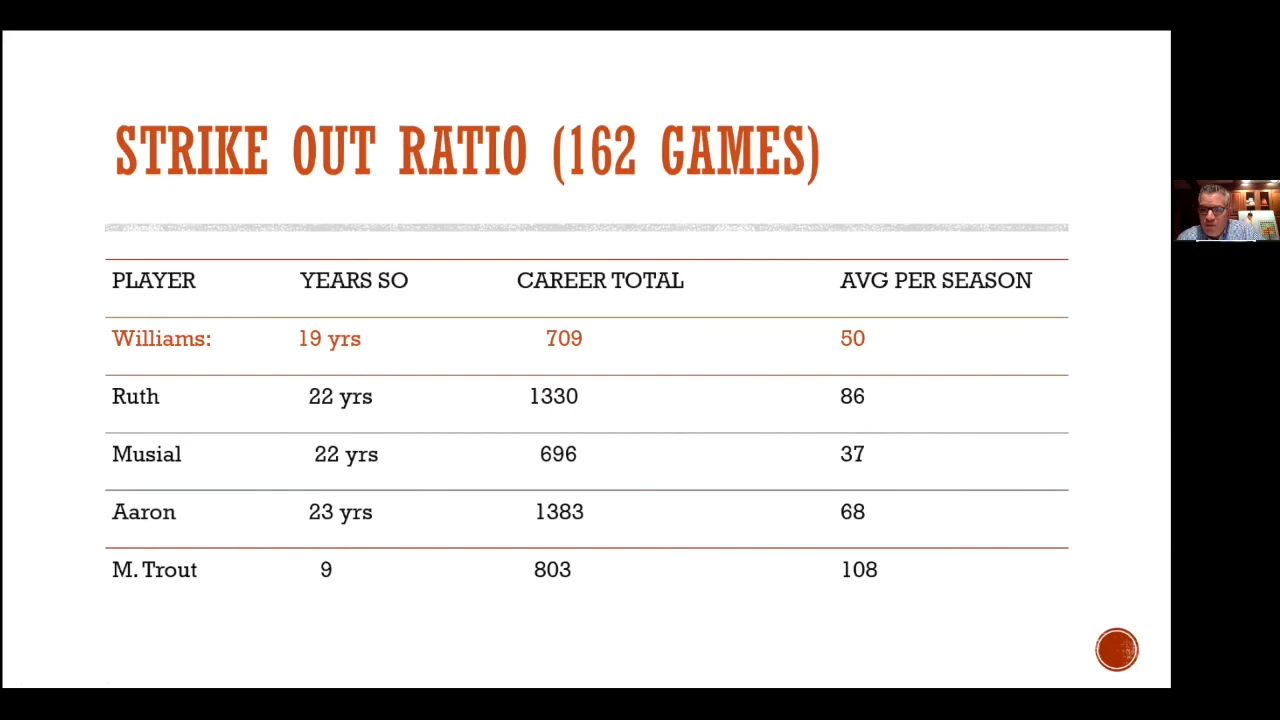 STRIKE OUT RATIO (162 GAMES)
PLAYER YEARS SO CAREER TOTAL AVG PER SEASON
Williams: 19 yrs 709 50
Ruth 22 yrs 1330 86
Musial 22 yrs 696 37
Aaron 23 yrs 1383 68
M. Trout 9 803 108